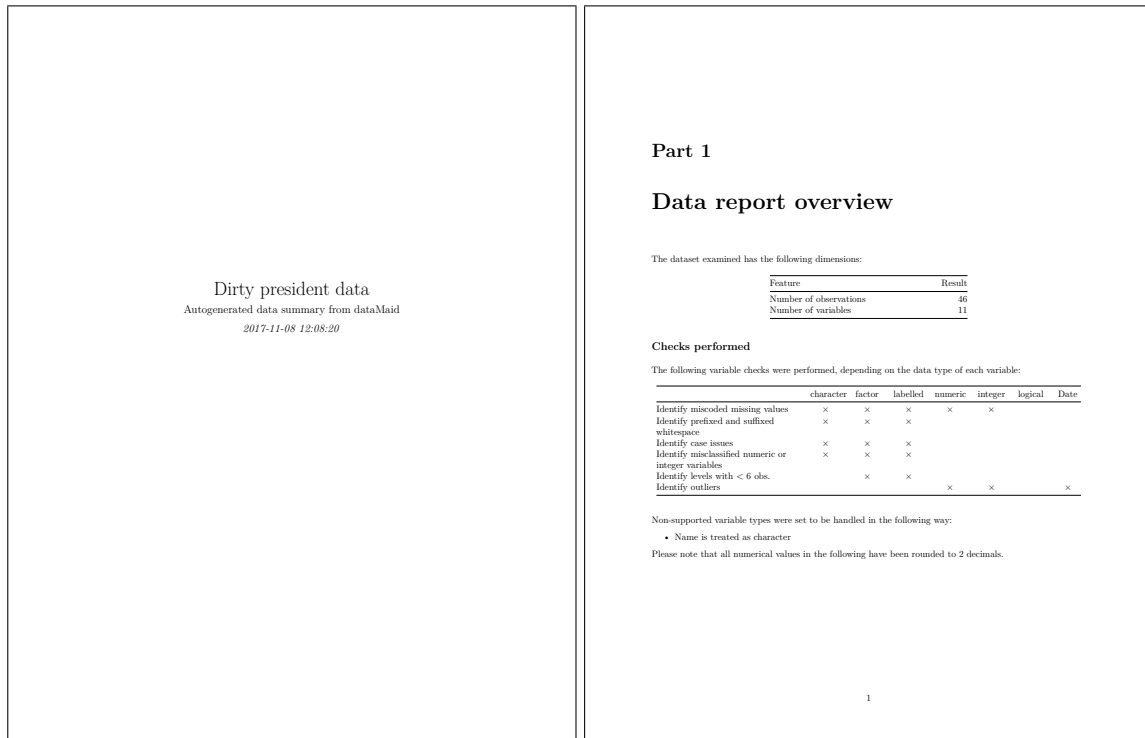 Dirty president data
Autogenerated data summary from dataMaid
2017-11-08 12:08:20
Part 1
Data report overview
The dataset examined has the following dimensions:
Feature Result
Number of observations 46
Number of variables 11
Checks performed
The following variable checks were performed, depending on the data type of each variable:
character factor labelled numeric integer logical Date
Identify miscoded missing values × × × × ×
Identify prefixed and suffixed
whitespace × × ×
Identify case issues × × ×
Identify misclassified numeric or
integer variables × × ×
Identify levels with < 6 obs. × ×
Identify outliers × × ×
Non-supported variable types were set to be handled in the following way:
• Name is treated as character
Please note that all numerical values in the following have been rounded to 2 decimals.
1